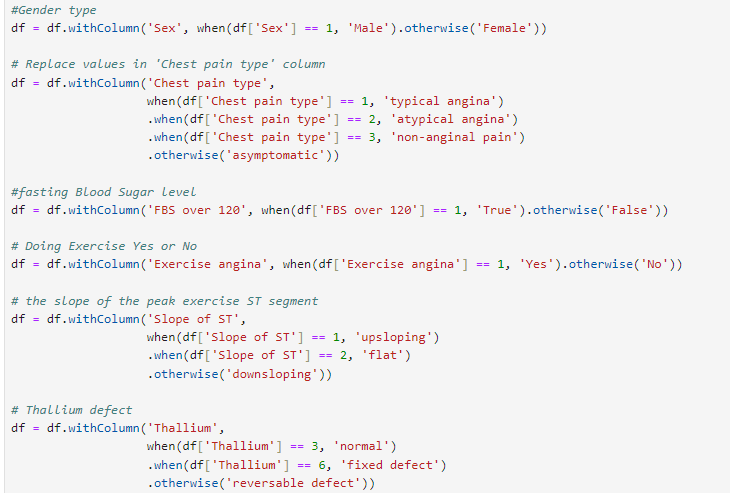 #Gender type
df = df.withColumn('Sex', when(df['Sex'] == 1, 'Male').otherwise('Female'))
# Replace values in 'Chest pain type' column
df = df.withColumn('Chest pain type',
when(df['Chest pain type'] == 1, 'typical angina')
.when(df['Chest pain type'] == 2, 'atypical angina')
.when(df['Chest pain type'] == 3, 'non-anginal pain')
.otherwise('asymptomatic'))
#fasting Blood Sugar level
df = df.withColumn('FBS over 120', when(df['FBS over 120'] == 1, 'True').otherwise('False'))
# Doing Exercise Yes or No
df = df.withColumn('Exercise angina', when(df['Exercise angina'] == 1, 'Yes').otherwise('No'))
# the slope of the peak exercise ST segment
df = df.withColumn('Slope of ST',
when(df['Slope of ST'] == 1, 'upsloping')
.when(df['Slope of ST'] == 2, 'flat')
.otherwise('downsloping'))
# Thallium defect
df = df.withColumn('Thallium',
when(df['Thallium'] == 3, 'normal')
.when(df['Thallium'] == 6, 'fixed defect')
.otherwise('reversable defect'))